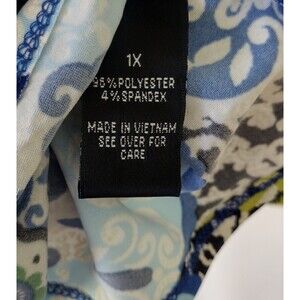 1X
96% POLYESTER
4% SPANDEX
MADE IN VIETNAM
SEE OVER FOR
CARE